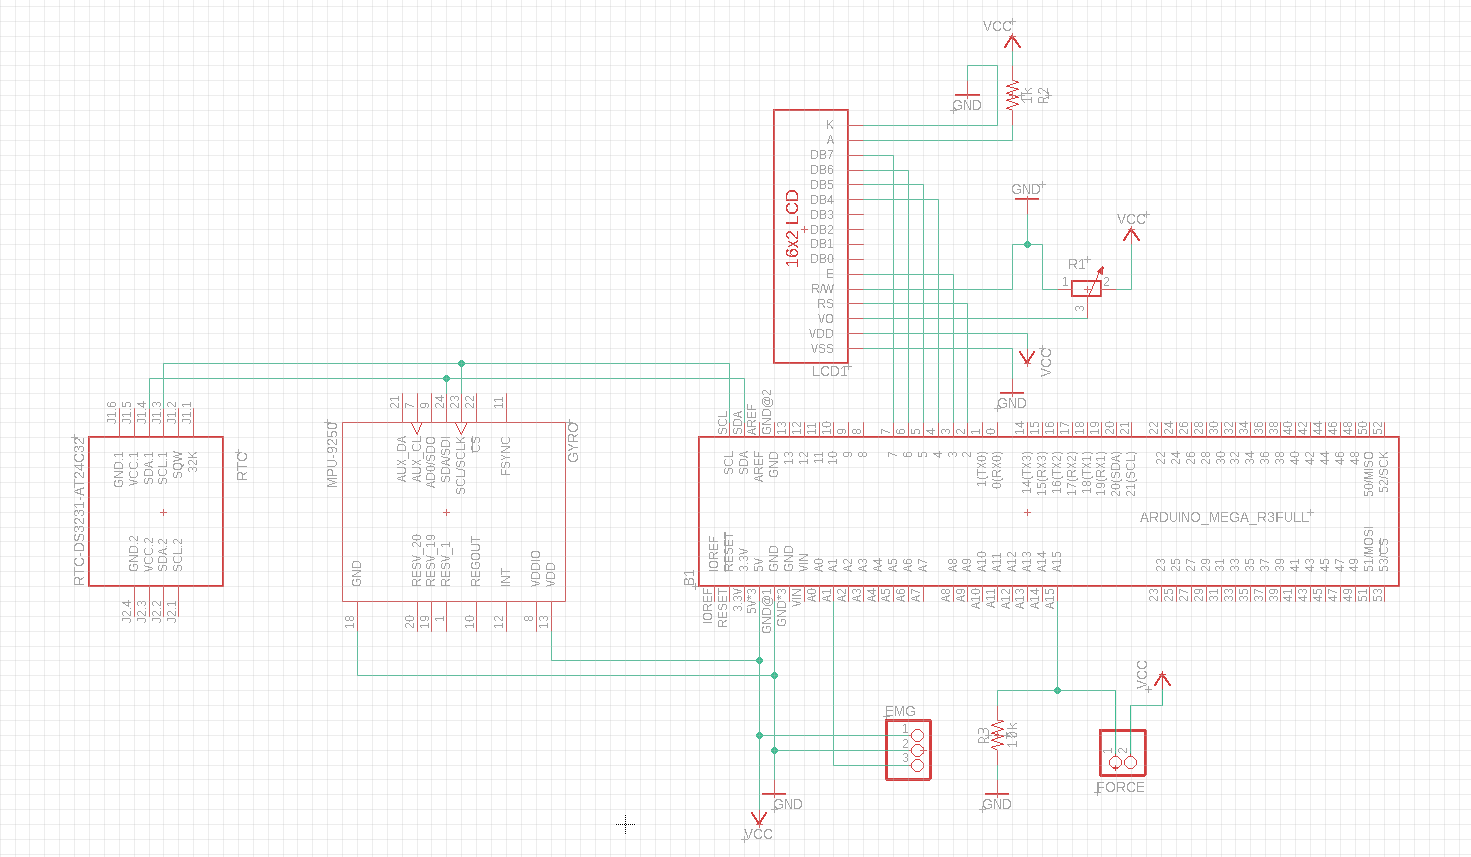 VCC
1k
R2
GND
K
A
DB7
DB6
DB5
DB4
DB3
DB2
DB1
DB0
E
R/W
RS
VO
VDD
VSS
16x2 LCD
LCD1
GND
VCC
R1
1
2
3
VCC
GND
J1.6
J1.5
J1.4
J1.3
J1.2
J1.1
GND.1
VCC.1
SDA.1
SCL.1
SQW
32K
RTC
RTC-DS3231-AT24C32
GND.2
VCC.2
SDA.2
SCL.2
J2.4
J2.3
J2.2
J2.1
21
7
9
24
23
22
11
MPU-9250
AUX_DA
AUX_CL
AD0/SDO
SDA/SDI
SCL/SCLK
CS
FSYNC
GYRO
GND
RESV_20
RESV_19
RESV_1
REGOUT
INT
VDDIO
VDD
18
20
19
1
10
12
8
13
SCL
SDA
AREF
GND@2
13
12
11
10
9
8
7
6
5
4
3
2
1
0
14
15
16
17
18
19
20
21
22
24
26
28
30
32
34
36
38
40
42
44
46
48
50
52
SCL
SDA
AREF
GND
13
12
11
10
9
8
7
6
5
4
3
2
1(TX0)
0(RX0)
14(TX3)
15(RX3)
16(TX2)
17(RX2)
18(TX1)
19(RX1)
20(SDA)
21(SCL)
22
24
26
28
30
32
34
36
38
40
42
44
46
48
50/MISO
52/SCK
ARDUINO_MEGA_R3FULL
B1
IOREF
RESET
3.3V
5V
GND
GND
VIN
A0
A1
A2
A3
A4
A5
A6
A7
A8
A9
A10
A11
A12
A13
A14
A15
23
25
27
29
31
33
35
37
39
41
43
45
47
49
51/MOSI
53/CS
IOREF
RESET
3.3V
5V*3
GND@1
GND*3
VIN
A0
A1
A2
A3
A4
A5
A6
A7
A8
A9
A10
A11
A12
A13
A14
A15
23
25
27
29
31
33
35
37
39
41
43
45
47
49
51
53
EMG
1
2
3
GND
VCC
R3
10k
GND
VCC
1
2
FORCE